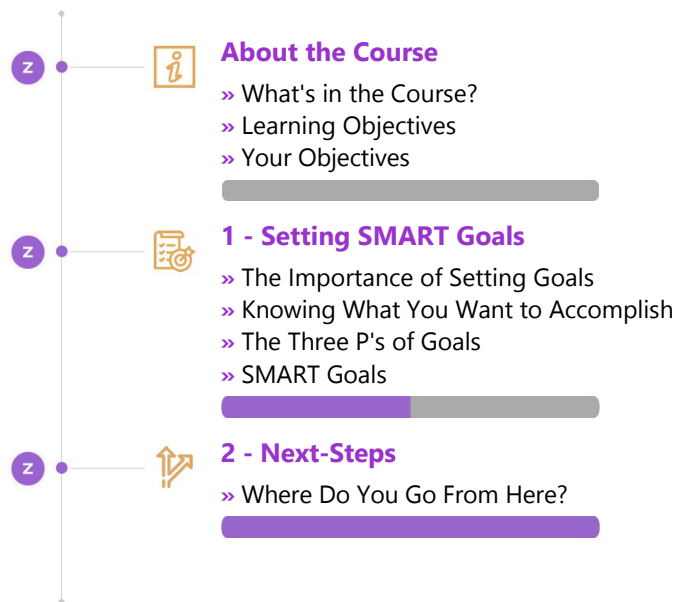 Z
About the Course
» What's in the Course?
» Learning Objectives
» Your Objectives
Z
1 - Setting SMART Goals
» The Importance of Setting Goals
» Knowing What You Want to Accomplish
» The Three P's of Goals
» SMART Goals
Z
2 - Next-Steps
» Where Do You Go From Here?